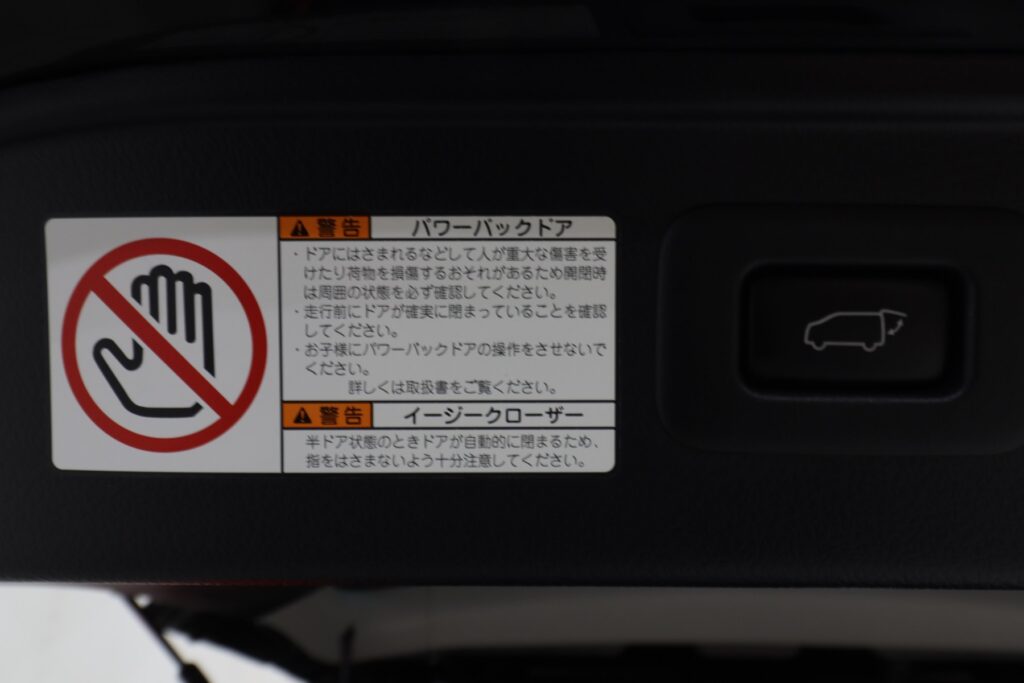 警告 パワーバックドア
・ドアにはさまれるなどして人が重大な傷害を受
けたり荷物を損傷するおそれがあるため開閉時
は周囲の状態を必ず確認してください。
・走行前にドアが確実に閉まっていることを確認
してください。
・お子様にパワーバックドアの操作をさせないで
ください。
詳しくは取扱書をご覧ください。
警告 イージークローザー
半ドア状態のときドアが自動的に閉まるため、
指をはさまないよう十分注意してください。